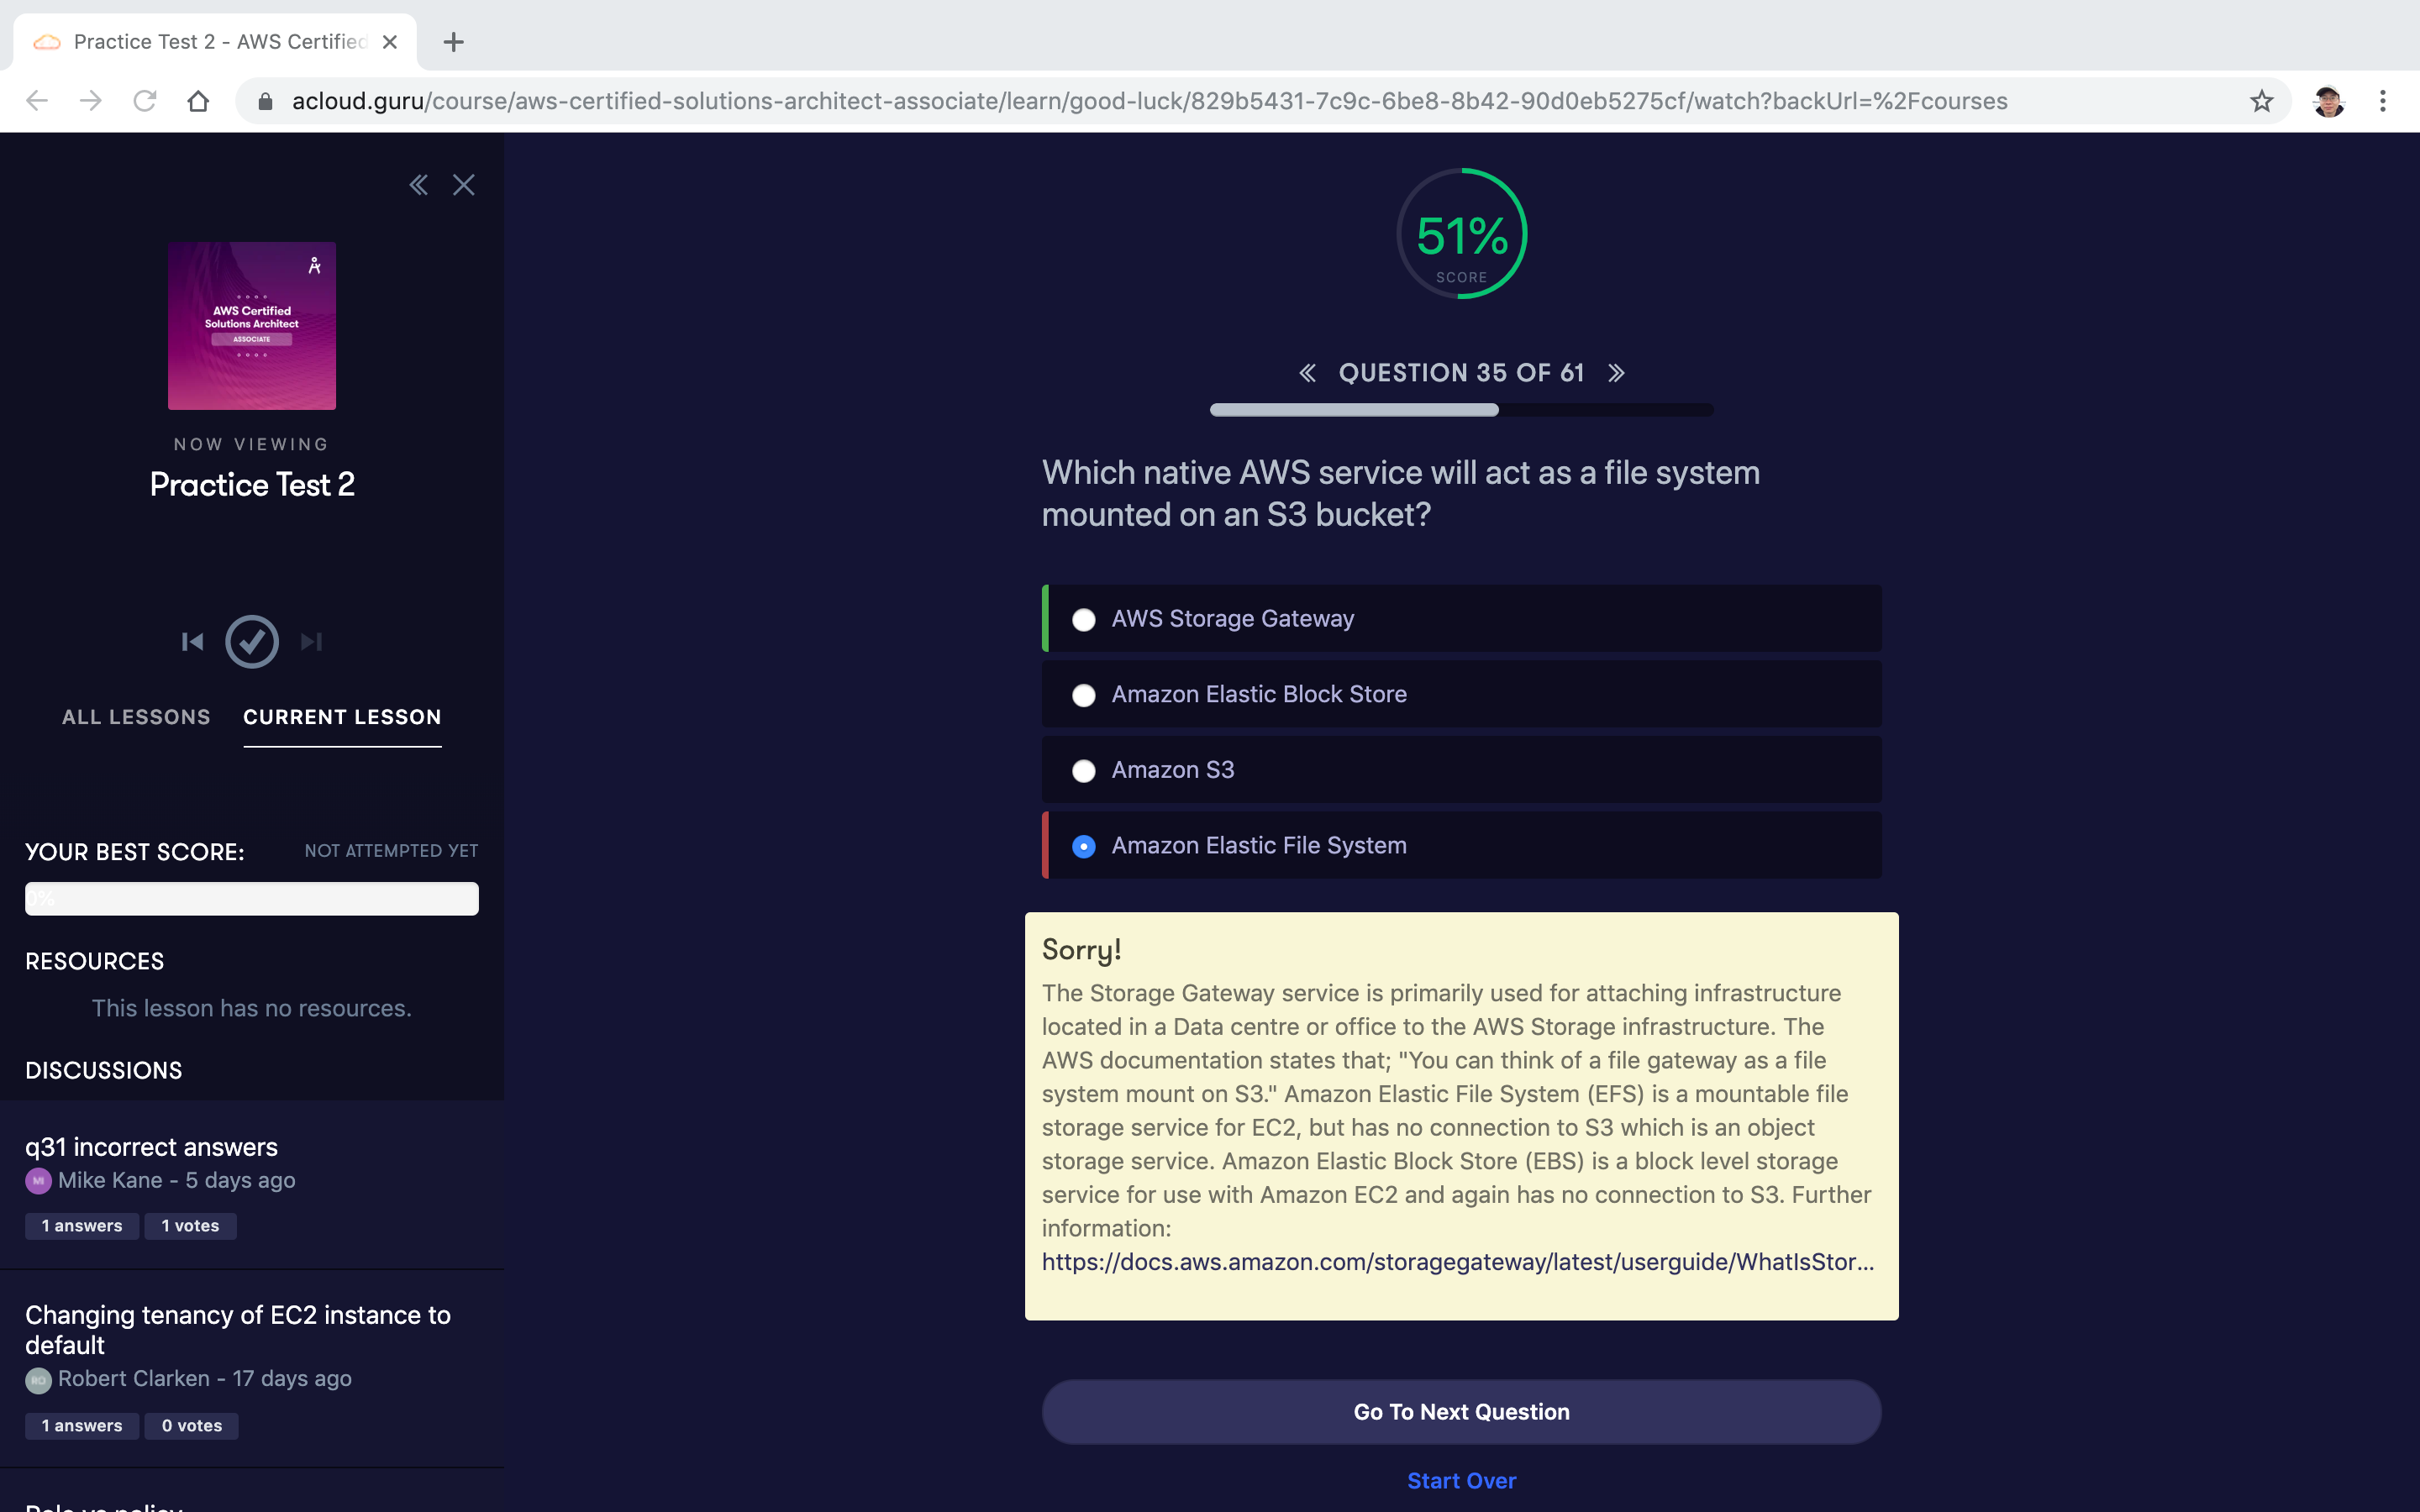 Practice Test 2 - AWS Certified
acloud.guru/course/aws-certified-solutions-architect-associate/learn/good-luck/829b5431-7c9c-6be8-8b42-90d0eb5275cf/watch?backUrl=%2Fcourses
AWS Certified
Solutions Architect
ASSOCIATE
NOW VIEWING
Practice Test 2
ALL LESSONS
CURRENT LESSON
YOUR BEST SCORE:
NOT ATTEMPTED YET
0%
RESOURCES
This lesson has no resources.
DISCUSSIONS
q31 incorrect answers
MI
Mike Kane - 5 days ago
1 answers
1 votes
Changing tenancy of EC2 instance to
default
Robert Clarken - 17 days ago
1 answers
0 votes
51%
SCORE
QUESTION 35 OF 61
Which native AWS service will act as a file system
mounted on an S3 bucket?
AWS Storage Gateway
Amazon Elastic Block Store
Amazon S3
Amazon Elastic File System
Sorry!
The Storage Gateway service is primarily used for attaching infrastructure
located in a Data centre or office to the AWS Storage infrastructure. The
AWS documentation states that; "You can think of a file gateway as a file
system mount on S3." Amazon Elastic File System (EFS) is a mountable file
storage service for EC2, but has no connection to S3 which is an object
storage service. Amazon Elastic Block Store (EBS) is a block level storage
service for use with Amazon EC2 and again has no connection to S3. Further
information:
https://docs.aws.amazon.com/storagegateway/latest/userguide/WhatIsStor...
Go To Next Question
Start Over